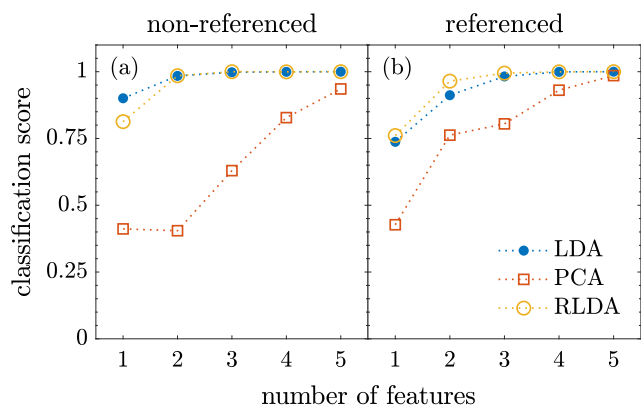 non-referenced
referenced
(a)
(b)
classification score
1
0.75
0.5
0.25
0
1 2 3 4 5
1 2 3 4 5
number of features
LDA
PCA
RLDA